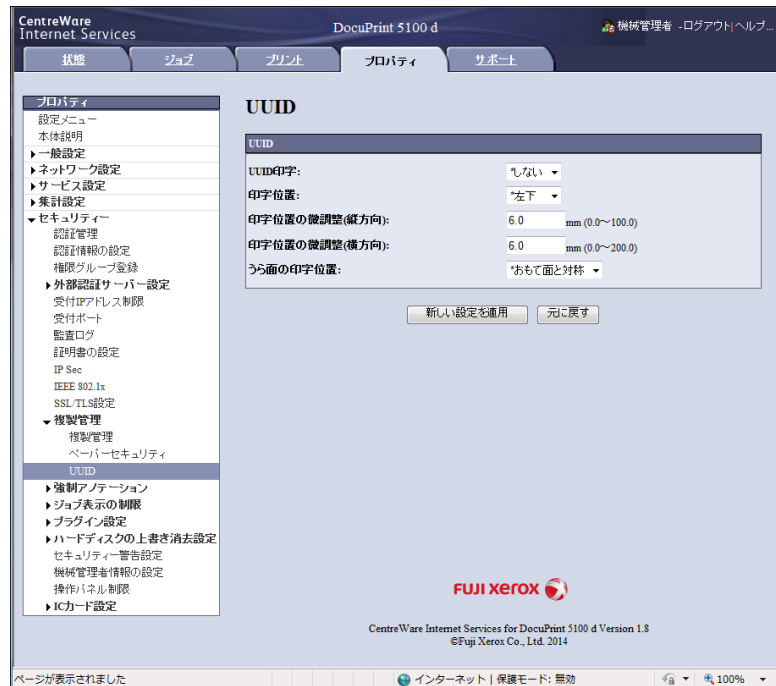 CentreWare
Internet Services
DocuPrint 5100 d
機械管理者 -ログアウト|ヘルプ...
状態
ジョブ
プリント
プロパティ
サポート
プロパティ
設定メニュー
本体説明
一般設定
ネットワーク設定
サービス設定
集計設定
セキュリティー
認証管理
認証情報の設定
権限グループ登録
外部認証サーバー設定
受付IPアドレス制限
受付ポート
監査ログ
証明書の設定
IP Sec
IEEE 802.1x
SSL/TLS設定
複製管理
複製管理
ペーパーセキュリティ
UUID
強制アノテーション
ジョブ表示の制限
プラグイン設定
ハードディスクの上書き消去設定
セキュリティー警告設定
機械管理者情報の設定
操作パネル制限
ICカード設定
UUID
UUID
UUID印字: *しない
印字位置: *左下
印字位置の微調整(縦方向): 6.0 mm (0.0～100.0)
印字位置の微調整(横方向): 6.0 mm (0.0～200.0)
うら面の印字位置: *おもて面と対称
新しい設定を適用 元に戻す
FUJI XEROX
CentreWare Internet Services for DocuPrint 5100 d Version 1.8
©Fuji Xerox Co., Ltd. 2014
ページが表示されました インターネット | 保護モード: 無効 100%